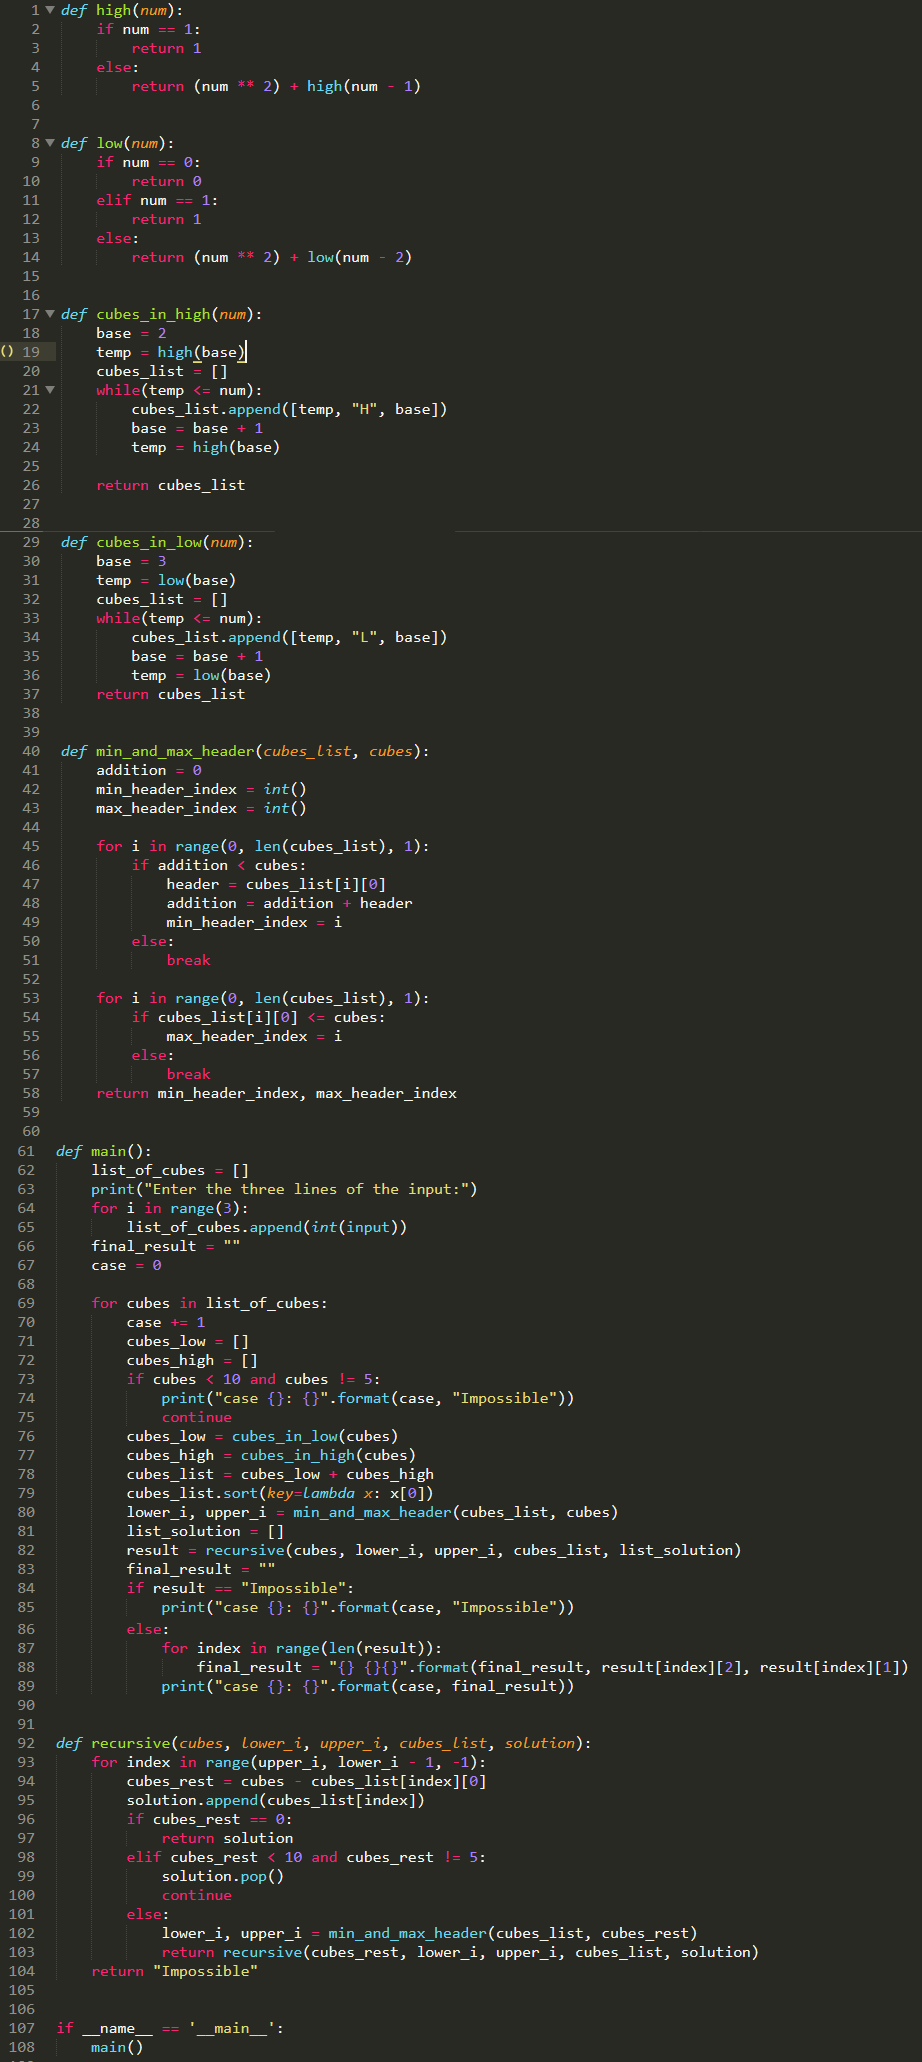 1 def high(num):
2     if num == 1:
3         return 1
4     else:
5         return (num ** 2) + high(num - 1)
6
7
8 def low(num):
9     if num == 0:
10         return 0
11     elif num == 1:
12         return 1
13     else:
14         return (num ** 2) + low(num - 2)
15
16
17 def cubes_in_high(num):
18     base = 2
() 19     temp = high(base)
20     cubes_list = []
21     while(temp <= num):
22         cubes_list.append([temp, "H", base])
23         base = base + 1
24         temp = high(base)
25
26     return cubes_list
27
28
29 def cubes_in_low(num):
30     base = 3
31     temp = low(base)
32     cubes_list = []
33     while(temp <= num):
34         cubes_list.append([temp, "L", base])
35         base = base + 1
36         temp = low(base)
37     return cubes_list
38
39
40 def min_and_max_header(cubes_list, cubes):
41     addition = 0
42     min_header_index = int()
43     max_header_index = int()
44
45     for i in range(0, len(cubes_list), 1):
46         if addition < cubes:
47             header = cubes_list[i][0]
48             addition = addition + header
49             min_header_index = i
50         else:
51             break
52
53     for i in range(0, len(cubes_list), 1):
54         if cubes_list[i][0] <= cubes:
55             max_header_index = i
56         else:
57             break
58     return min_header_index, max_header_index
59
60
61 def main():
62     list_of_cubes = []
63     print("Enter the three lines of the input:")
64     for i in range(3):
65         list_of_cubes.append(int(input))
66     final_result = ""
67     case = 0
68
69     for cubes in list_of_cubes:
70         case += 1
71         cubes_low = []
72         cubes_high = []
73         if cubes < 10 and cubes != 5:
74             print("case {}: {}".format(case, "Impossible"))
75             continue
76         cubes_low = cubes_in_low(cubes)
77         cubes_high = cubes_in_high(cubes)
78         cubes_list = cubes_low + cubes_high
79         cubes_list.sort(key=lambda x: x[0])
80         lower_i, upper_i = min_and_max_header(cubes_list, cubes)
81         list_solution = []
82         result = recursive(cubes, lower_i, upper_i, cubes_list, list_solution)
83         final_result = ""
84         if result == "Impossible":
85             print("case {}: {}".format(case, "Impossible"))
86         else:
87             for index in range(len(result)):
88                 final_result = "{} {}{}".format(final_result, result[index][2], result[index][1])
89             print("case {}: {}".format(case, final_result))
90
91
92 def recursive(cubes, lower_i, upper_i, cubes_list, solution):
93     for index in range(upper_i, lower_i - 1, -1):
94         cubes_rest = cubes - cubes_list[index][0]
95         solution.append(cubes_list[index])
96         if cubes_rest == 0:
97             return solution
98         elif cubes_rest < 10 and cubes_rest != 5:
99             solution.pop()
100             continue
101         else:
102             lower_i, upper_i = min_and_max_header(cubes_list, cubes_rest)
103             return recursive(cubes_rest, lower_i, upper_i, cubes_list, solution)
104     return "Impossible"
105
106
107 if __name__ == '__main__':
108     main()